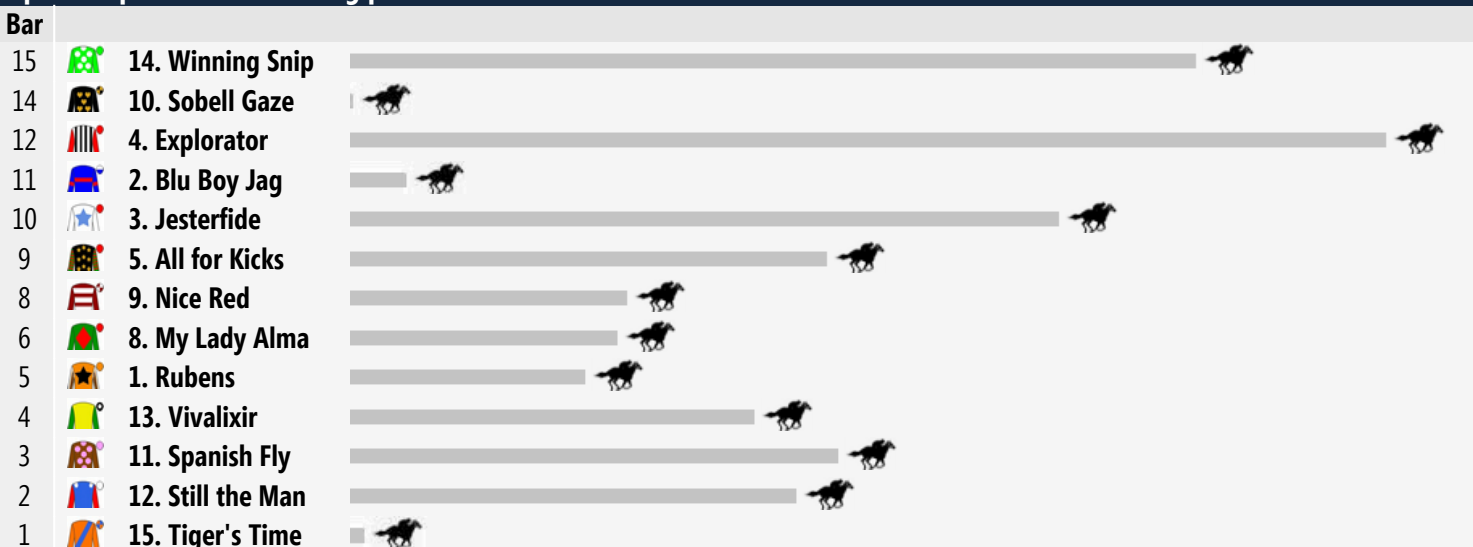 Bar
15 14. Winning Snip
14 10. Sobell Gaze
12 4. Explorator
11 2. Blu Boy Jag
10 3. Jesterfide
9 5. All for Kicks
8 9. Nice Red
6 8. My Lady Alma
5 1. Rubens
4 13. Vivalixir
3 11. Spanish Fly
2 12. Still the Man
1 15. Tiger's Time